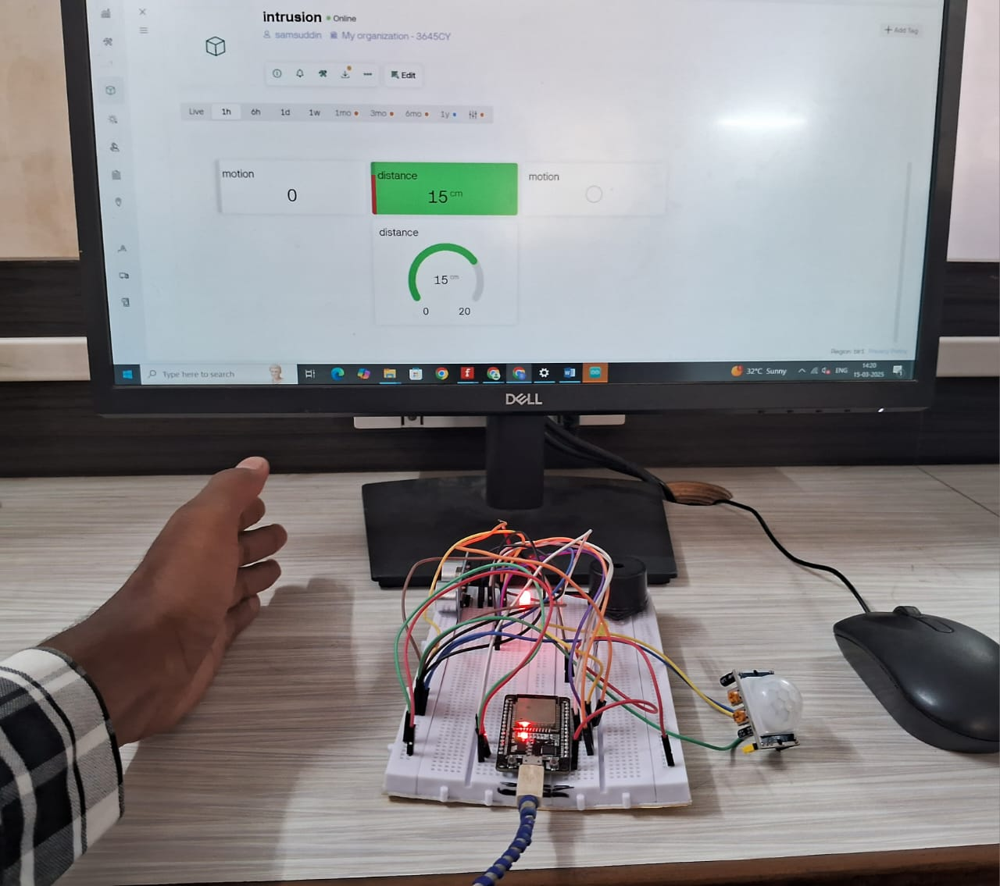 intrusion Online
samsuddin My organization - 3645CY
+ Add Tag
Edit
Live 1h 6h 1d 1w 1mo 3mo 6mo 1y
motion
0
distance
15 cm
motion
distance
15 cm
0 20
Region: blr1 Privacy Policy
Type here to search
32°C Sunny
ENG
14:20
15-03-2025
DELL